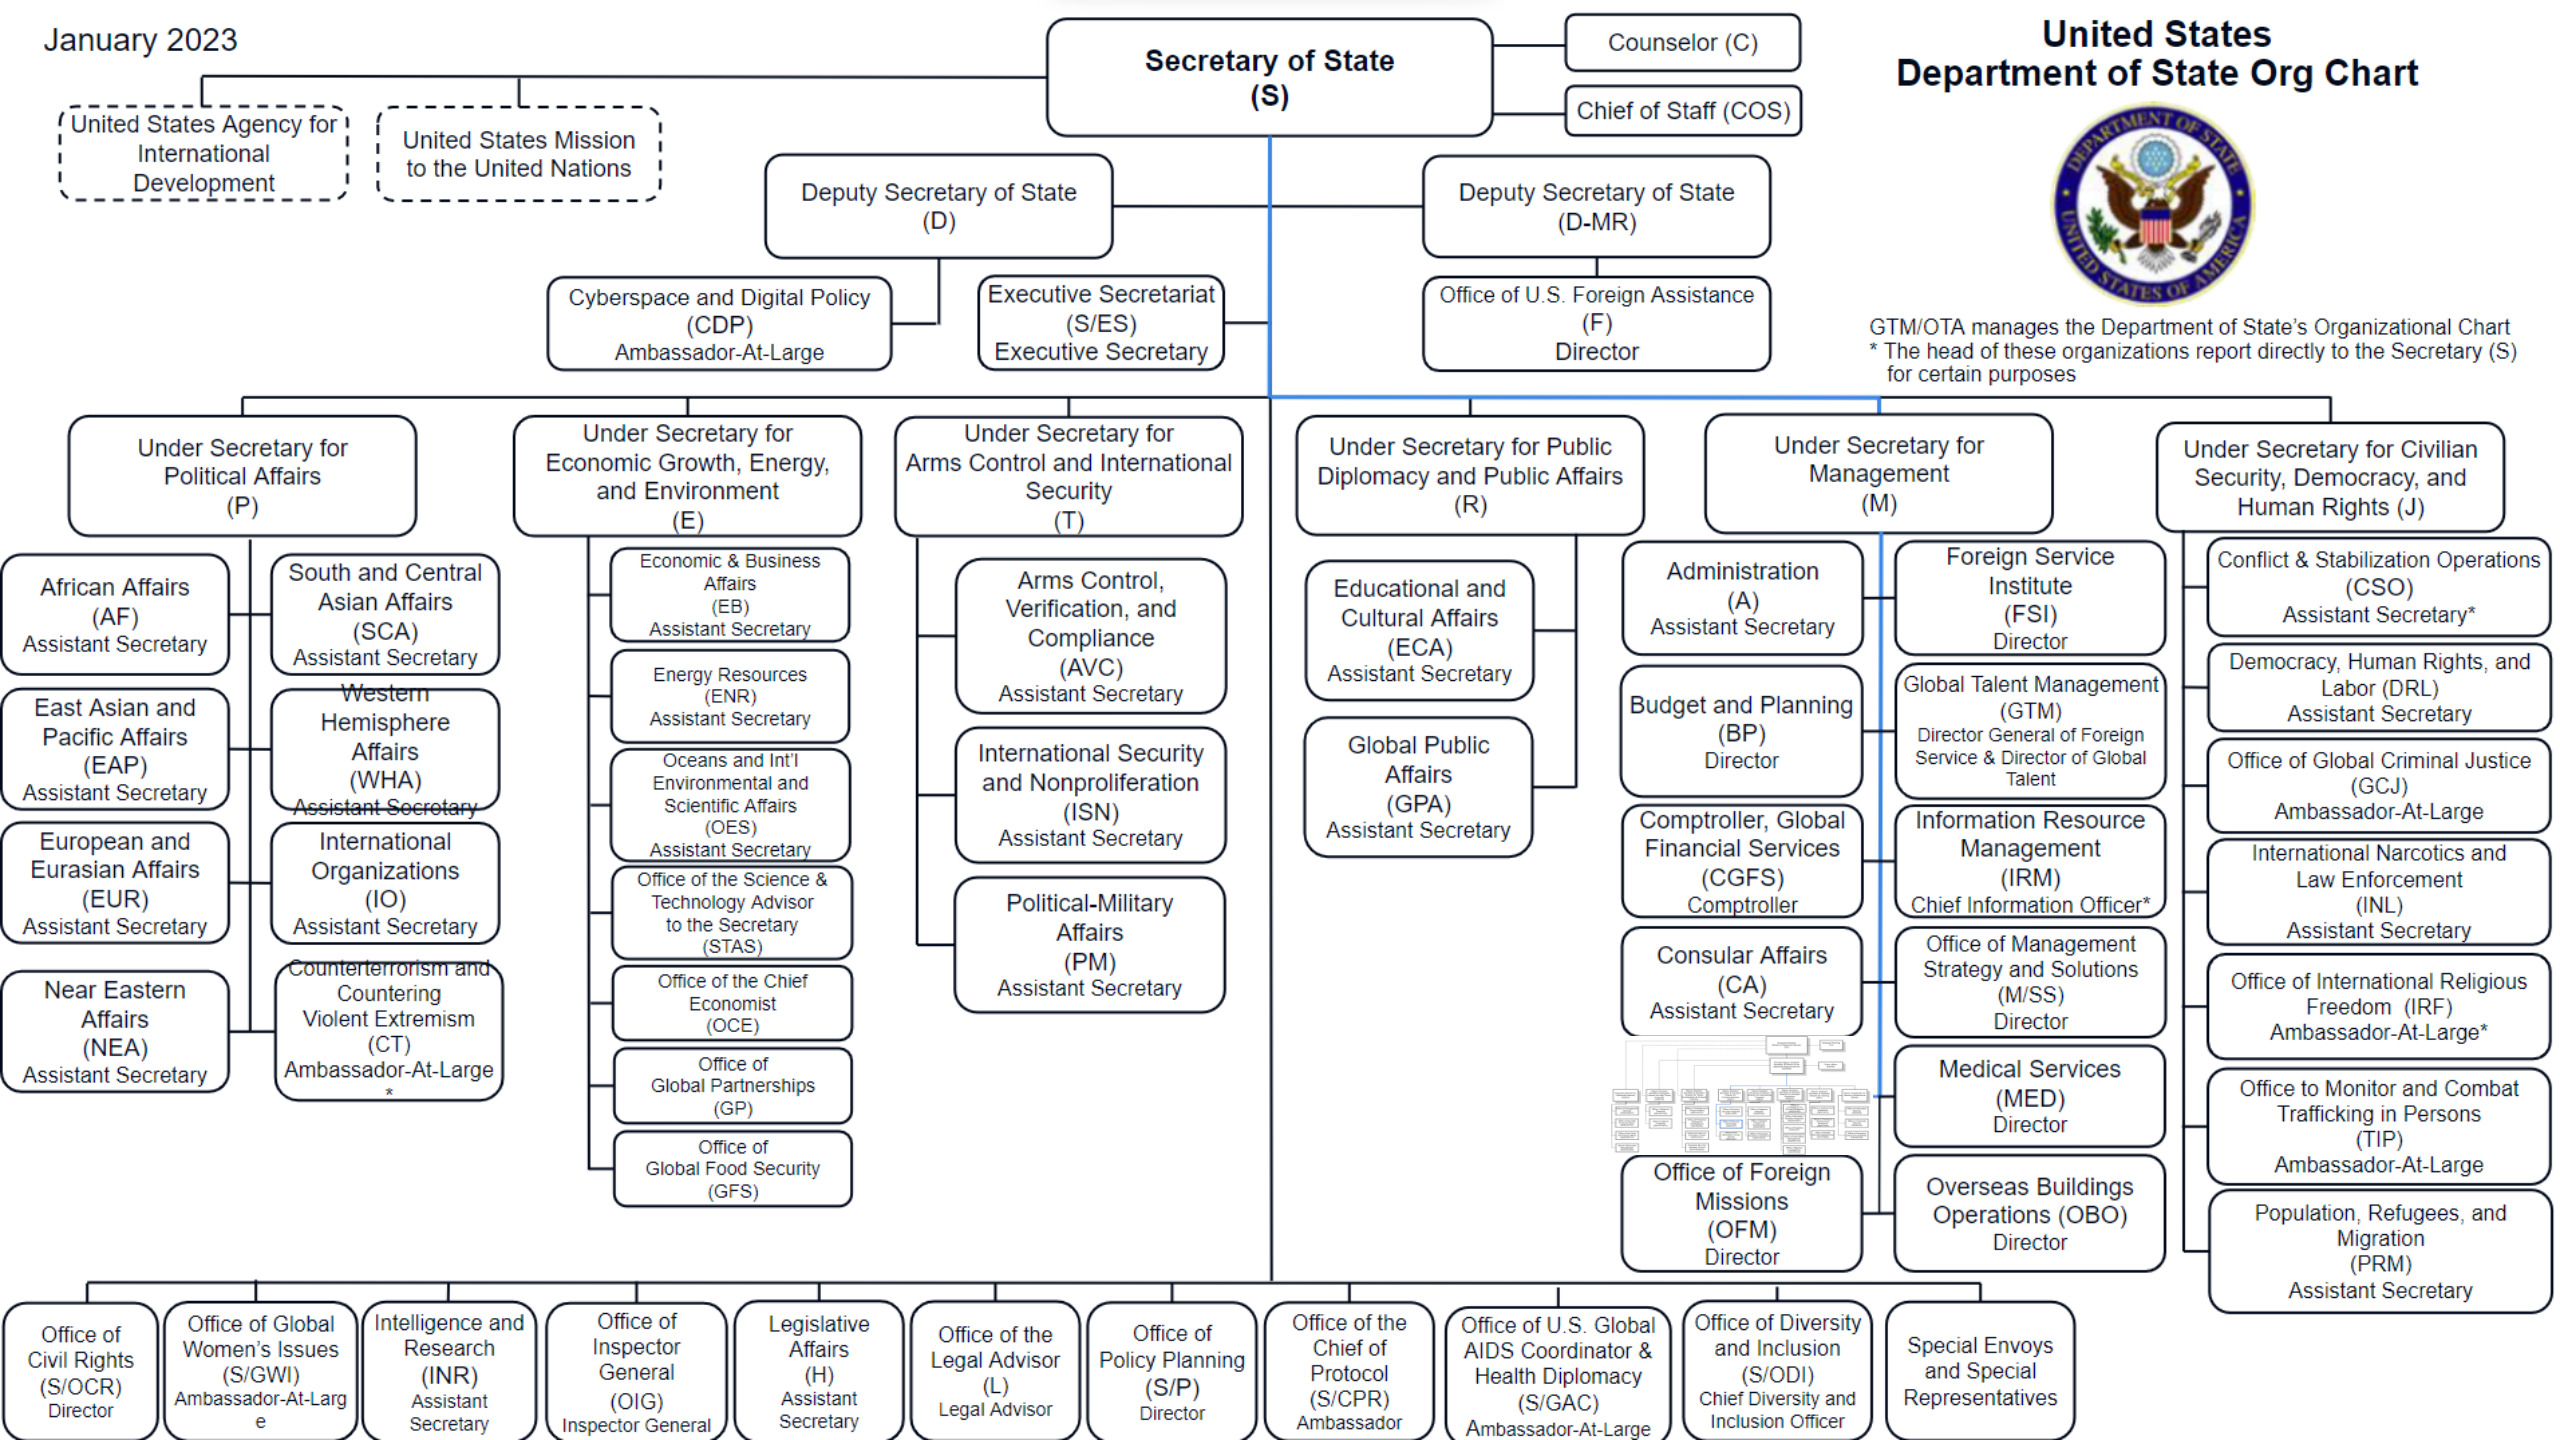 January 2023
Secretary of State
(S)
Counselor (C)
Chief of Staff (COS)
United States
Department of State Org Chart
DEPARTMENT OF STATE
UNITED STATES OF AMERICA
United States Agency for
International
Development
United States Mission
to the United Nations
Deputy Secretary of State
(D)
Deputy Secretary of State
(D-MR)
Cyberspace and Digital Policy
(CDP)
Ambassador-At-Large
Executive Secretariat
(S/ES)
Executive Secretary
Office of U.S. Foreign Assistance
(F)
Director
GTM/OTA manages the Department of State’s Organizational Chart
* The head of these organizations report directly to the Secretary (S)
for certain purposes
Under Secretary for
Political Affairs
(P)
Under Secretary for
Economic Growth, Energy,
and Environment
(E)
Under Secretary for
Arms Control and International
Security
(T)
Under Secretary for Public
Diplomacy and Public Affairs
(R)
Under Secretary for
Management
(M)
Under Secretary for Civilian
Security, Democracy, and
Human Rights (J)
African Affairs
(AF)
Assistant Secretary
South and Central
Asian Affairs
(SCA)
Assistant Secretary
East Asian and
Pacific Affairs
(EAP)
Assistant Secretary
Western
Hemisphere
Affairs
(WHA)
Assistant Secretary
European and
Eurasian Affairs
(EUR)
Assistant Secretary
International
Organizations
(IO)
Assistant Secretary
Near Eastern
Affairs
(NEA)
Assistant Secretary
Counterterrorism and
Countering
Violent Extremism
(CT)
Ambassador-At-Large
*
Economic & Business
Affairs
(EB)
Assistant Secretary
Energy Resources
(ENR)
Assistant Secretary
Oceans and Int’l
Environmental and
Scientific Affairs
(OES)
Assistant Secretary
Office of the Science &
Technology Advisor
to the Secretary
(STAS)
Office of the Chief
Economist
(OCE)
Office of
Global Partnerships
(GP)
Office of
Global Food Security
(GFS)
Arms Control,
Verification, and
Compliance
(AVC)
Assistant Secretary
International Security
and Nonproliferation
(ISN)
Assistant Secretary
Political-Military
Affairs
(PM)
Assistant Secretary
Educational and
Cultural Affairs
(ECA)
Assistant Secretary
Global Public
Affairs
(GPA)
Assistant Secretary
Administration
(A)
Assistant Secretary
Foreign Service
Institute
(FSI)
Director
Budget and Planning
(BP)
Director
Global Talent Management
(GTM)
Director General of Foreign
Service & Director of Global
Talent
Comptroller, Global
Financial Services
(CGFS)
Comptroller
Information Resource
Management
(IRM)
Chief Information Officer*
Consular Affairs
(CA)
Assistant Secretary
Office of Management
Strategy and Solutions
(M/SS)
Director
Medical Services
(MED)
Director
Office of Foreign
Missions
(OFM)
Director
Overseas Buildings
Operations (OBO)
Director
Conflict & Stabilization Operations
(CSO)
Assistant Secretary*
Democracy, Human Rights, and
Labor (DRL)
Assistant Secretary
Office of Global Criminal Justice
(GCJ)
Ambassador-At-Large
International Narcotics and
Law Enforcement
(INL)
Assistant Secretary
Office of International Religious
Freedom (IRF)
Ambassador-At-Large*
Office to Monitor and Combat
Trafficking in Persons
(TIP)
Ambassador-At-Large
Population, Refugees, and
Migration
(PRM)
Assistant Secretary
Office of
Civil Rights
(S/OCR)
Director
Office of Global
Women’s Issues
(S/GWI)
Ambassador-At-Larg
e
Intelligence and
Research
(INR)
Assistant
Secretary
Office of
Inspector
General
(OIG)
Inspector General
Legislative
Affairs
(H)
Assistant
Secretary
Office of the
Legal Advisor
(L)
Legal Advisor
Office of
Policy Planning
(S/P)
Director
Office of the
Chief of
Protocol
(S/CPR)
Ambassador
Office of U.S. Global
AIDS Coordinator &
Health Diplomacy
(S/GAC)
Ambassador-At-Large
Office of Diversity
and Inclusion
(S/ODI)
Chief Diversity and
Inclusion Officer
Special Envoys
and Special
Representatives